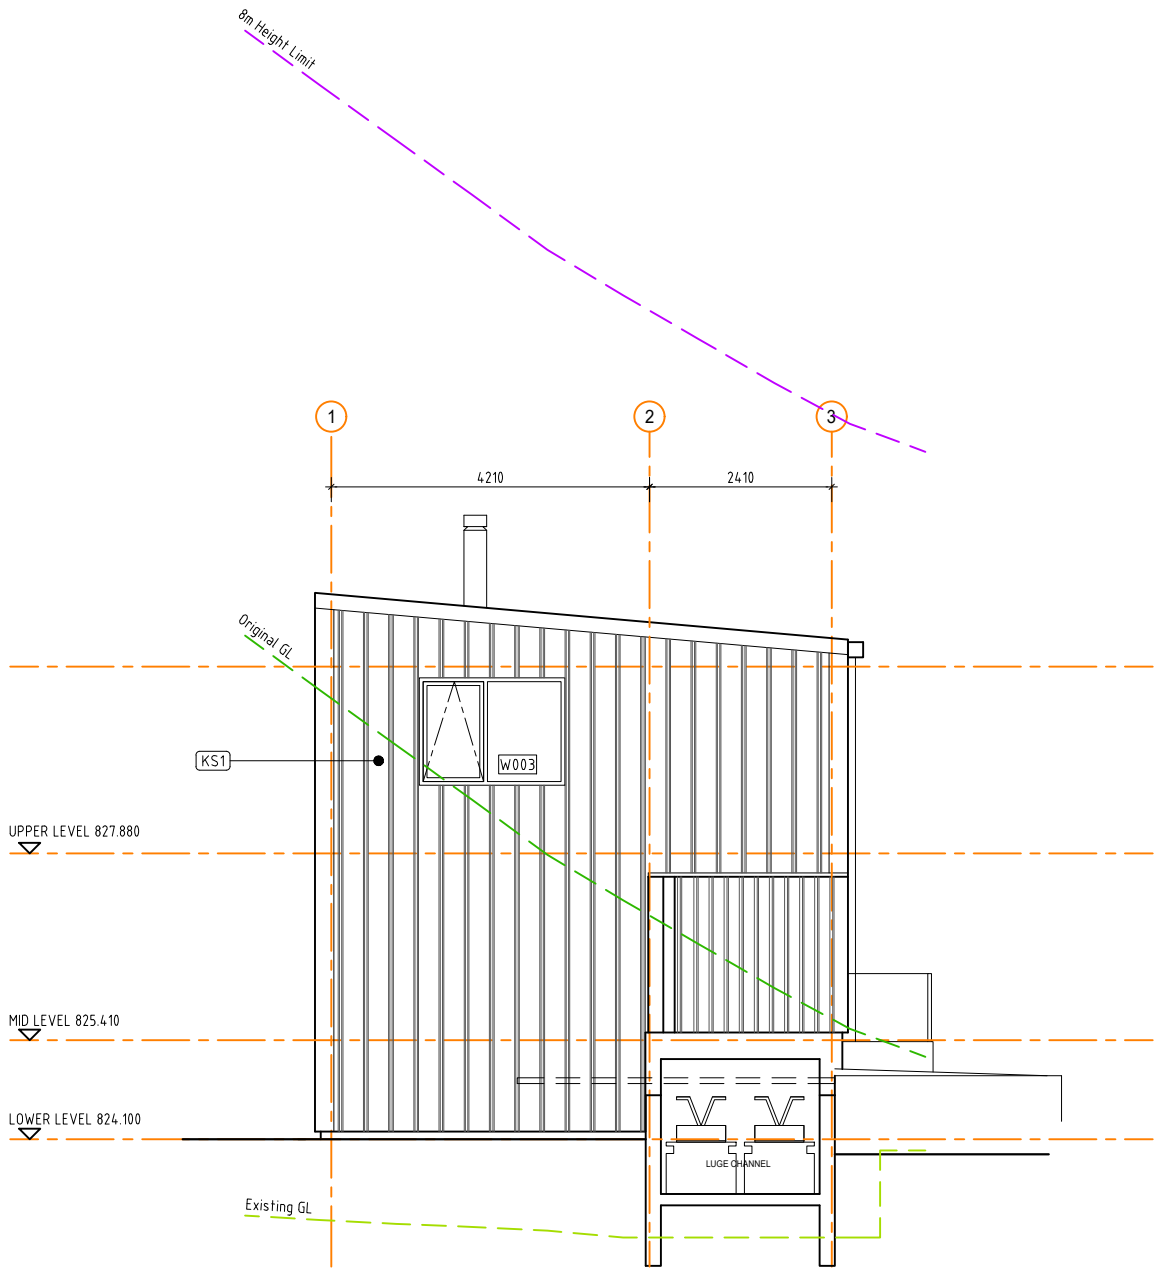 8m Height Limit
1
2
3
4210
2410
Original GL
KS1
W003
UPPER LEVEL 827.880
MID LEVEL 825.410
LOWER LEVEL 824.100
LUGE CHANNEL
Existing GL